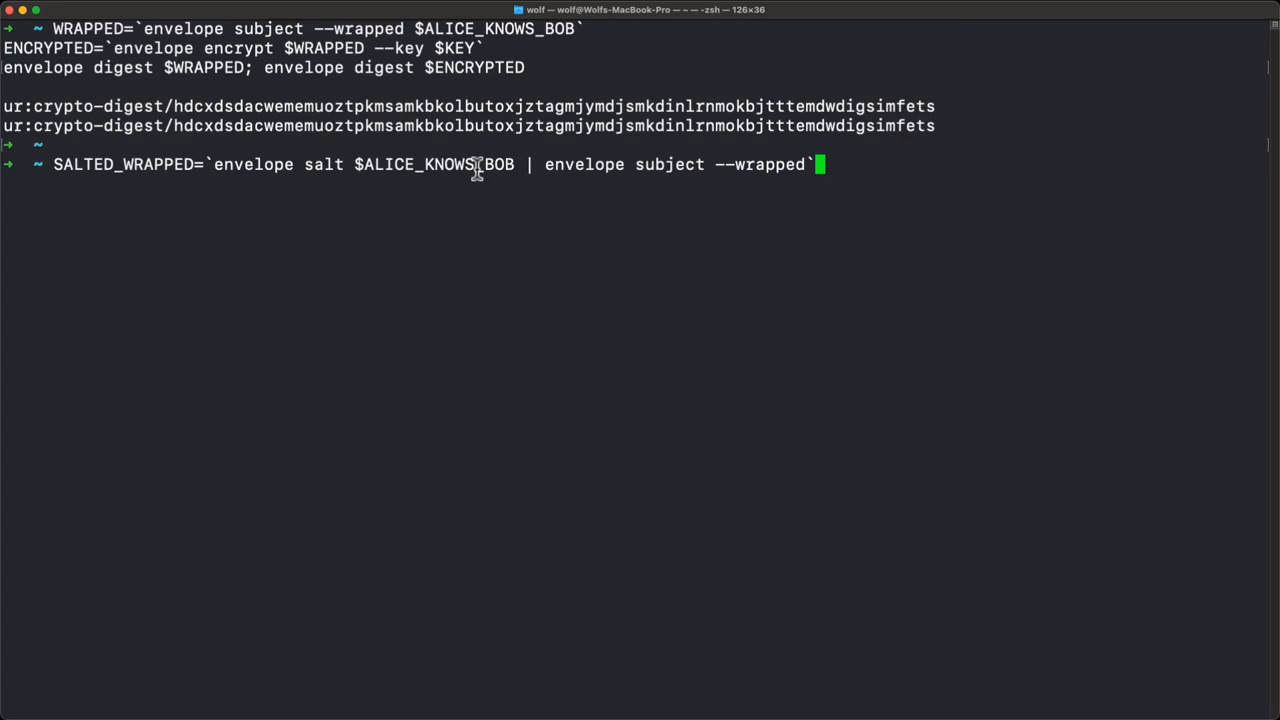 wolf — wolf@Wolfs-MacBook-Pro — ~ — -zsh — 126×36
➜  ~ WRAPPED=`envelope subject --wrapped $ALICE_KNOWS_BOB`
ENCRYPTED=`envelope encrypt $WRAPPED --key $KEY`
envelope digest $WRAPPED; envelope digest $ENCRYPTED
ur:crypto-digest/hdcxdsdacwememuoztpkmsamkbkolbutoxjztagmjymdjsmkdinlrnmokbjtttemdwdigsimfets
ur:crypto-digest/hdcxdsdacwememuoztpkmsamkbkolbutoxjztagmjymdjsmkdinlrnmokbjtttemdwdigsimfets
➜  ~
➜  ~ SALTED_WRAPPED=`envelope salt $ALICE_KNOWS_BOB | envelope subject --wrapped`